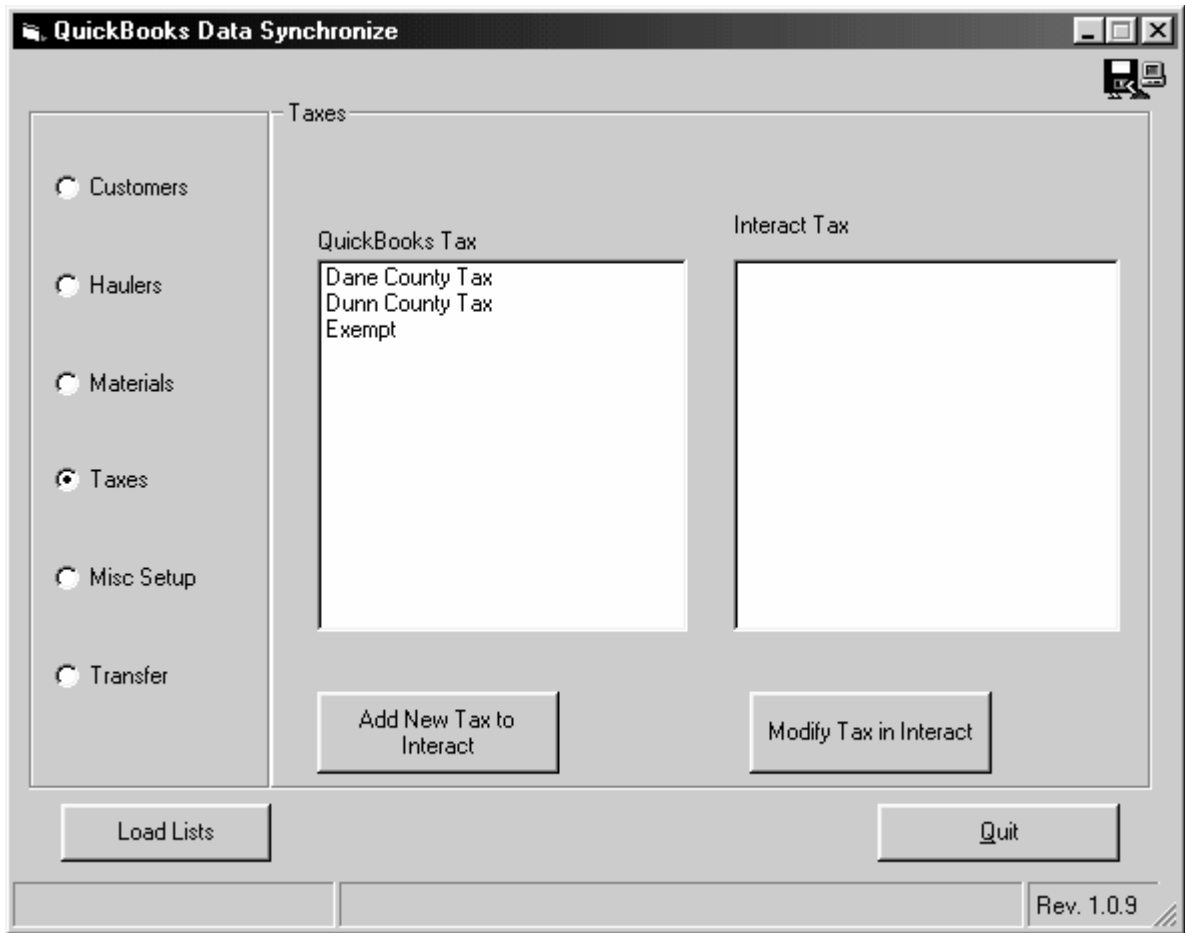 QuickBooks Data Synchronize
Taxes
Customers
Haulers
Materials
Taxes
Misc Setup
Transfer
QuickBooks Tax
Dane County Tax
Dunn County Tax
Exempt
Interact Tax
Add New Tax to
Interact
Modify Tax in Interact
Load Lists
Quit
Rev. 1.0.9